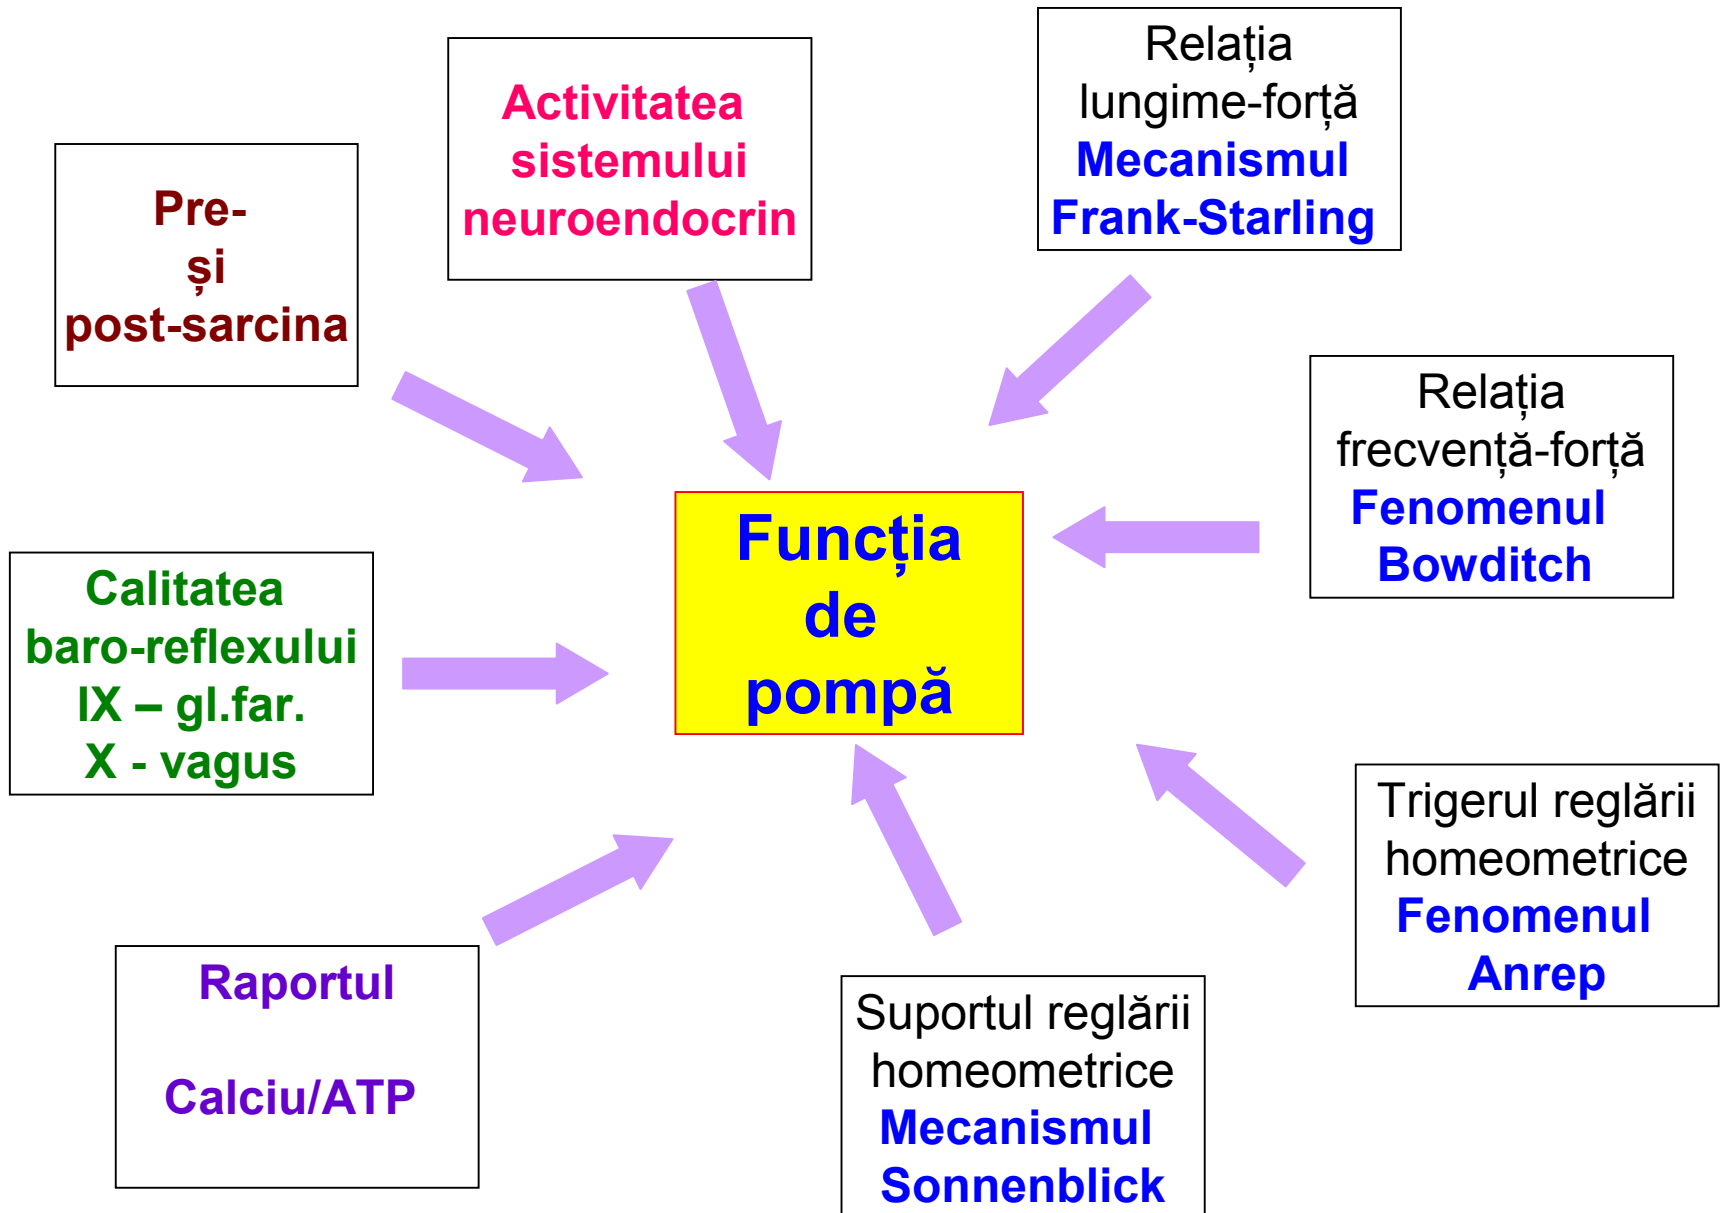 Activitatea
sistemului
neuroendocrin
Relația
lungime-forță
Mecanismul
Frank-Starling
Pre-
și
post-sarcina
Relația
frecvență-forță
Fenomenul
Bowditch
Funcția
de
pompă
Calitatea
baro-reflexului
IX – gl.far.
X - vagus
Trigerul reglării
homeometrice
Fenomenul
Anrep
Raportul
Calciu/ATP
Suportul reglării
homeometrice
Mecanismul
Sonnenblick